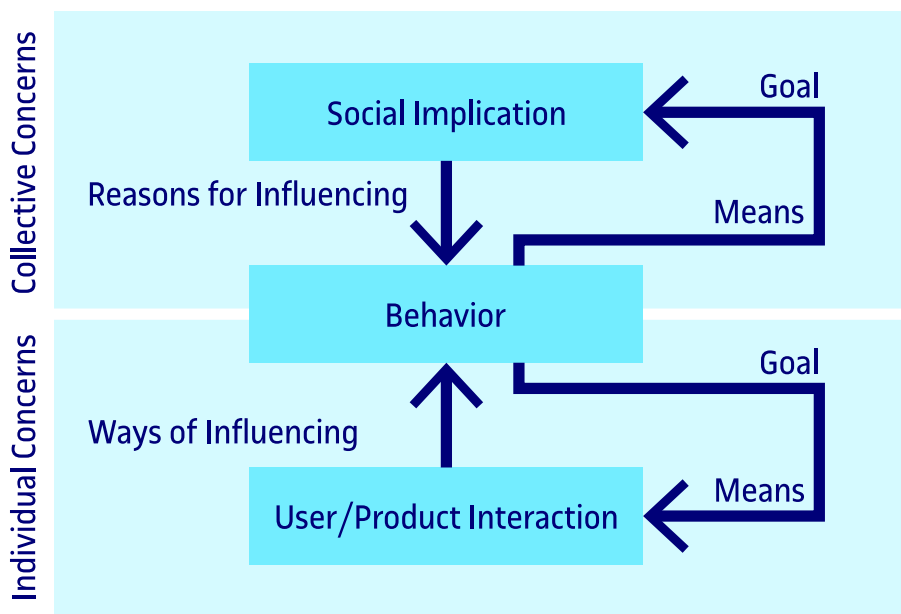 Collective Concerns
Goal
Social Implication
Reasons for Influencing
Means
Behavior
Individual Concerns
Goal
Ways of Influencing
Means
User/Product Interaction